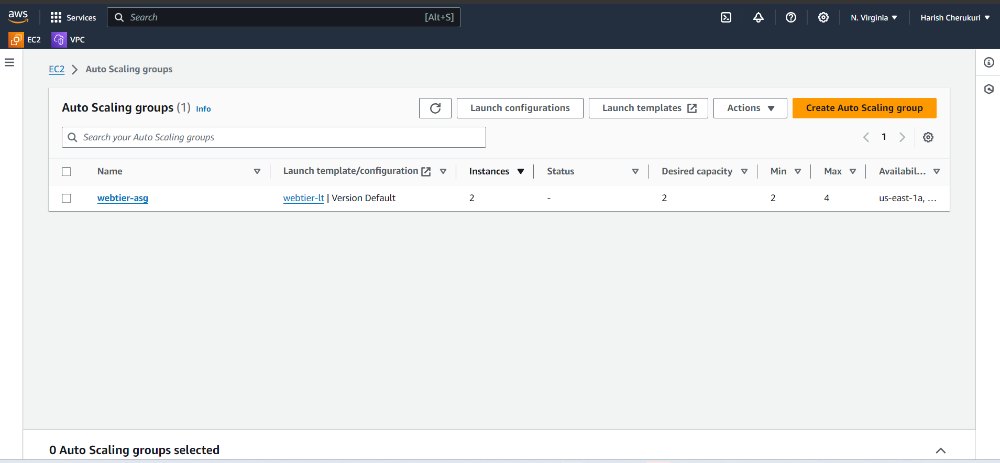 aws Services Search [Alt+S] N. Virginia Harish Cherukuri
EC2 VPC
EC2 Auto Scaling groups
Auto Scaling groups (1) Info Launch configurations Launch templates Actions Create Auto Scaling group
Search your Auto Scaling groups 1
Name Launch template/configuration Instances Status Desired capacity Min Max Availabil...
webtier-asg webtier-lt | Version Default 2 - 2 2 4 us-east-1a, ...
0 Auto Scaling groups selected